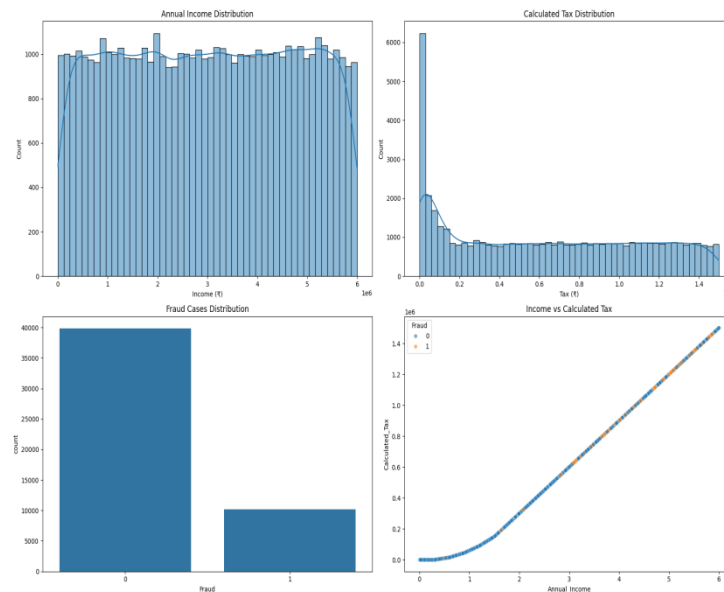 Annual Income Distribution
Count
1000
800
600
400
200
0
0 1 2 3 4 5 6
1e6
Income (₹)
Calculated Tax Distribution
Count
6000
5000
4000
3000
2000
1000
0
0.0 0.2 0.4 0.6 0.8 1.0 1.2 1.4
1e6
Tax (₹)
Fraud Cases Distribution
count
40000
35000
30000
25000
20000
15000
10000
5000
0
0 1
Fraud
Income vs Calculated Tax
1e6
Fraud
0
1
Calculated_Tax
1.4
1.2
1.0
0.8
0.6
0.4
0.2
0.0
0 1 2 3 4 5 6
Annual_Income